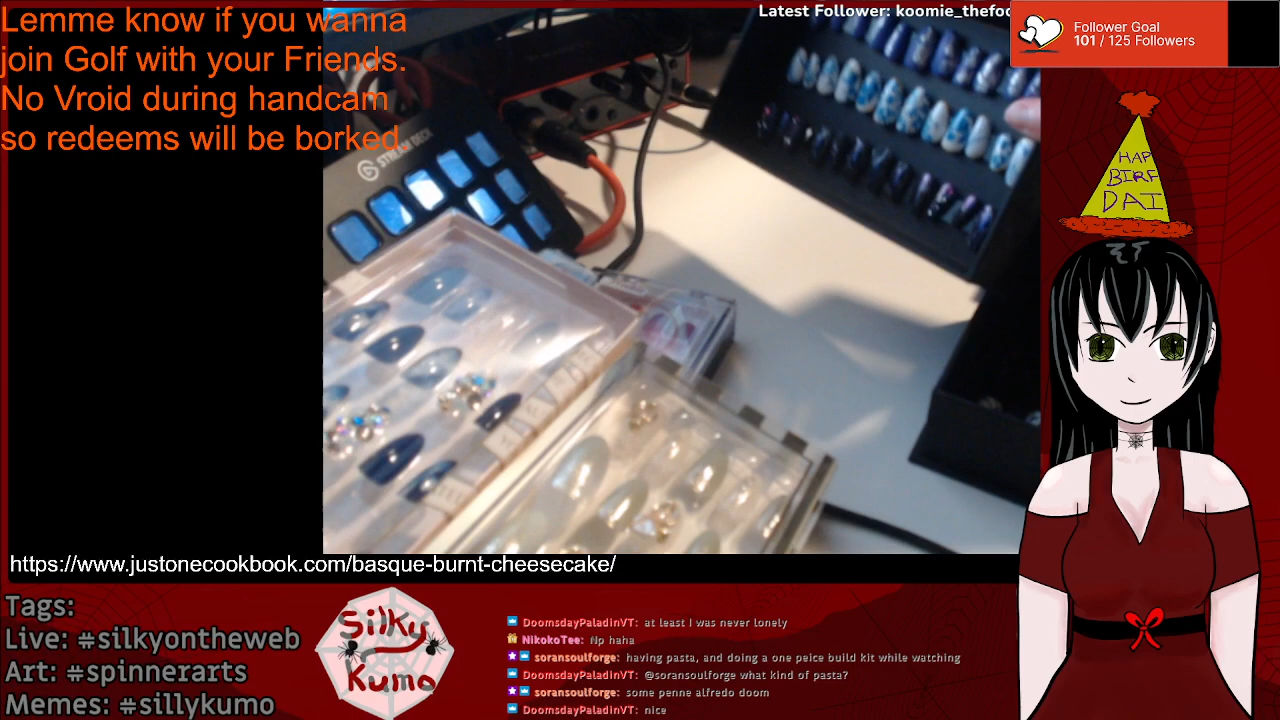 Lemme know if you wanna
join Golf with your Friends.
No Vroid during handcam
so redeems will be borked.
Latest Follower: koomie_thefoo
Follower Goal
101 / 125 Followers
STREAM DECK
HAP
BIRF
DAI
https://www.justonecookbook.com/basque-burnt-cheesecake/
Tags:
Live: #silkyontheweb
Art: #spinnerarts
Memes: #sillykumo
Silky
Kumo
DoomsdayPaladinVT: at least I was never lonely
NikokoTee: Np haha
soransoulforge: having pasta, and doing a one peice build kit while watching
DoomsdayPaladinVT: @soransoulforge what kind of pasta?
soransoulforge: some penne alfredo doom
DoomsdayPaladinVT: nice